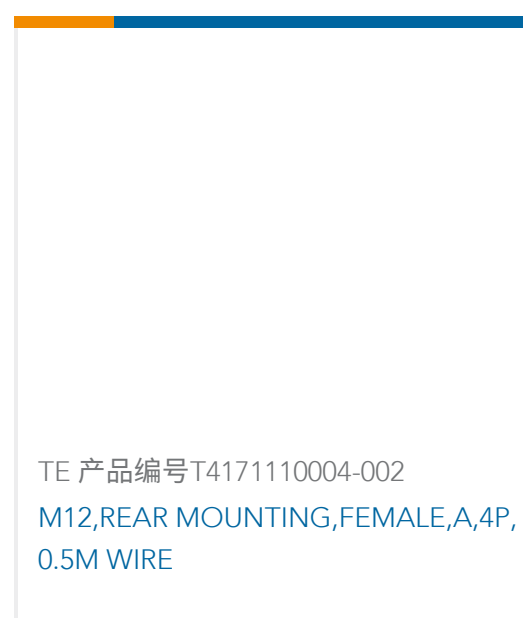 TE 产品编号T4171110004-002
M12,REAR MOUNTING,FEMALE,A,4P,
0.5M WIRE